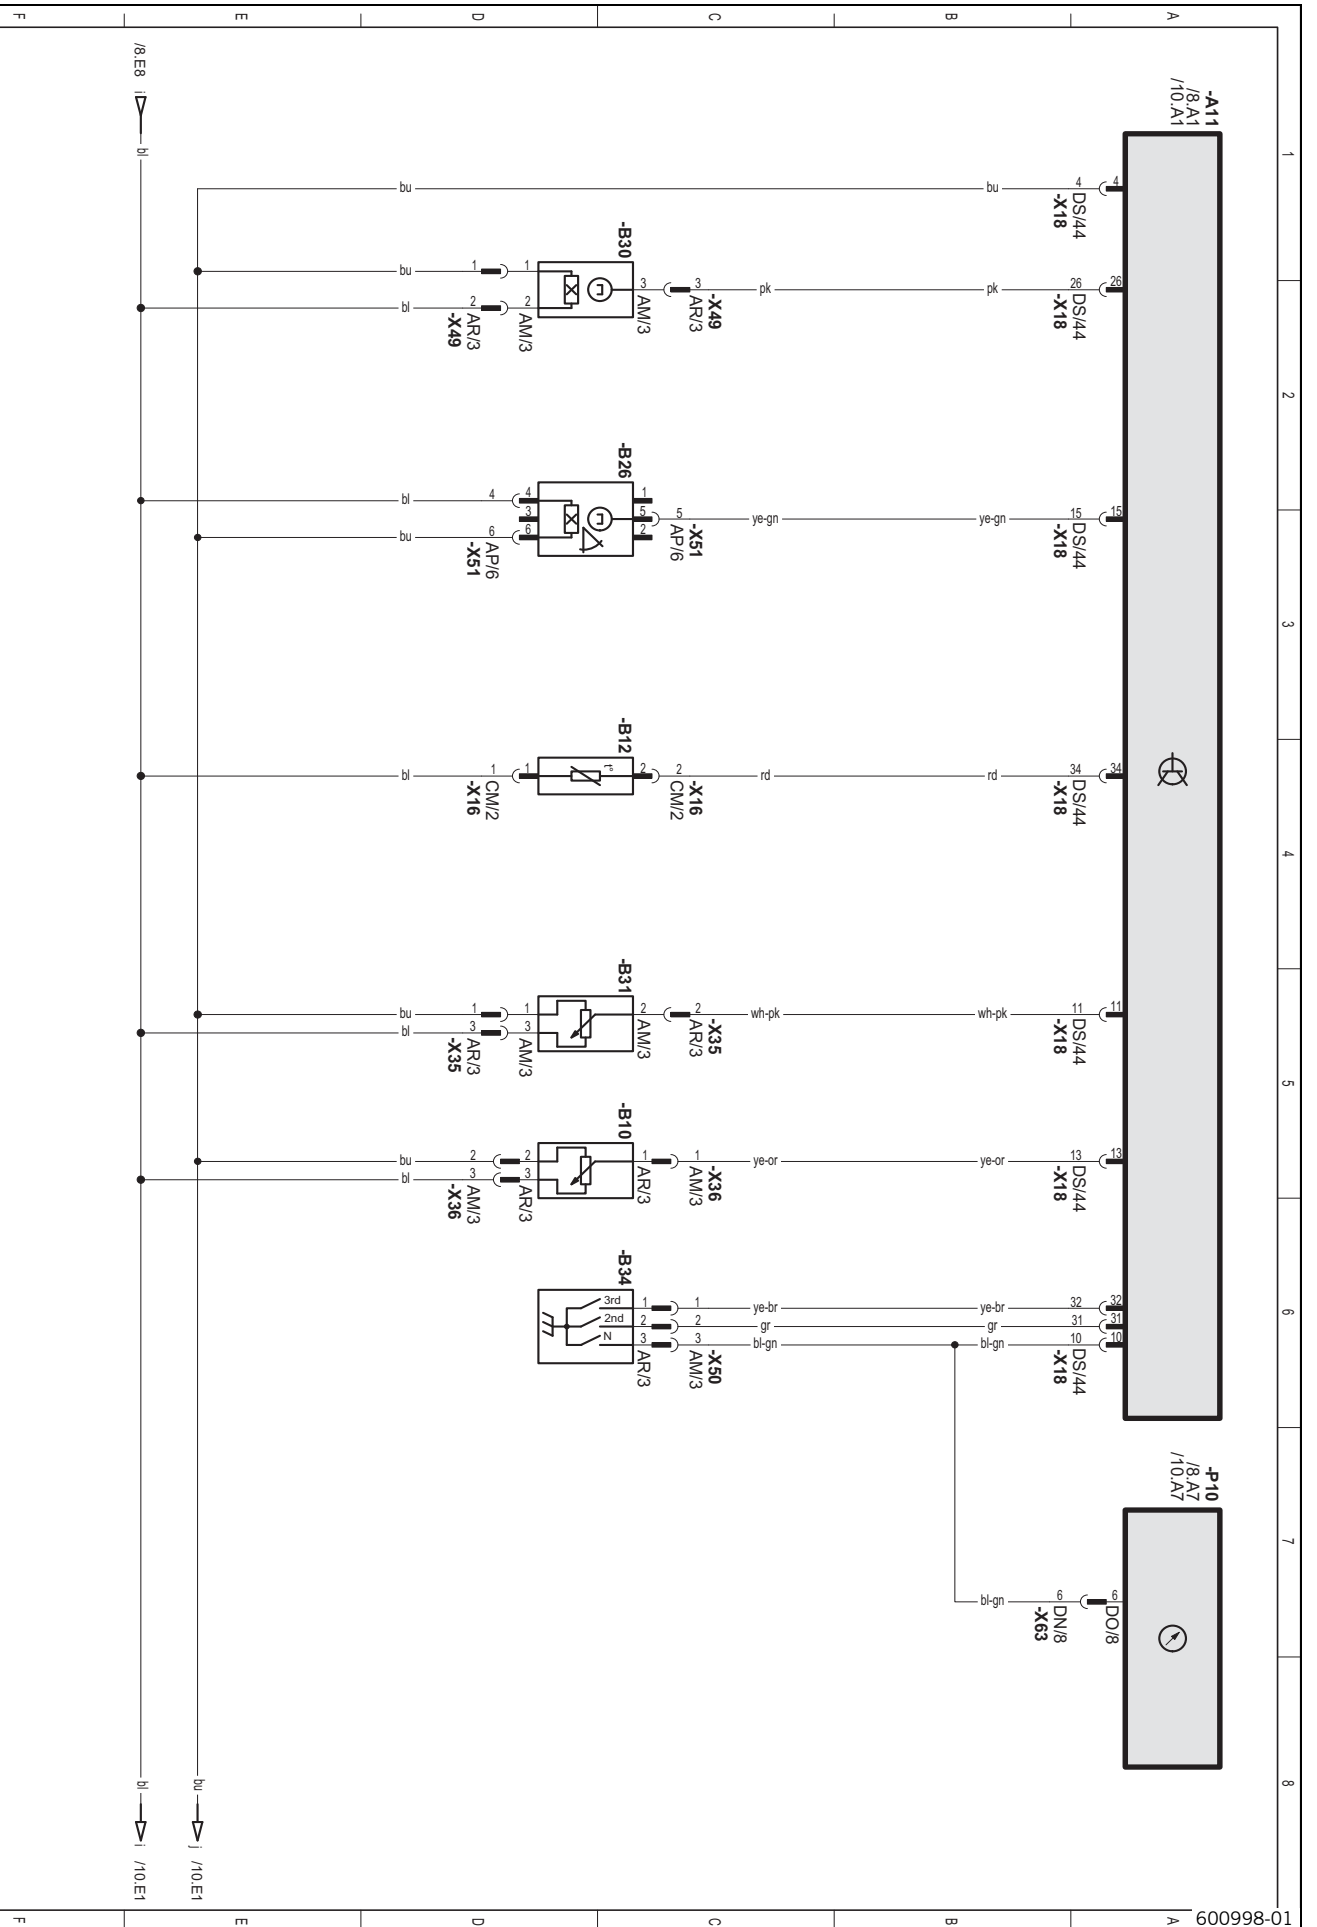 F E D C B A
1
2
3
4
5
6
7
8
-A11
/8.A1
/10.A1
/8.E8 i
bl
bu
bu
4 DS/44 4
-X18
-B30
bu
1
1
bl
2 AR/3
2 AM/3
-X49
3 AM/3
3 AR/3
-X49
pk
pk
26 DS/44 26
-X18
-B26
bl
4
4
3
bu
6 AP/6
6
-X51
1
5
2
5 AP/6
-X51
ye-gn
ye-gn
15 DS/44 15
-X18
-B12
bl
1 CM/2
1
-X16
t°
2
2 CM/2
-X16
rd
rd
34 DS/44 34
-X18
-B31
bu
1
1
bl
3 AR/3
3 AM/3
-X35
2 AM/3
2 AR/3
-X35
wh-pk
wh-pk
11 DS/44 11
-X18
-B10
bu
2
2
bl
3 AM/3
3 AR/3
-X36
1 AR/3
1 AM/3
-X36
ye-or
ye-or
13 DS/44 13
-X18
-B34
3rd
2nd
N
1
1
ye-br
ye-br
32
32
2
2
gr
gr
31
31
3 AR/3
3 AM/3
-X50
bl-gn
bl-gn
10 DS/44 10
-X18
-P10
/8.A7
/10.A7
bl-gn
6 DN/8
6 DO/8
-X63
bu
j /10.E1
bl
i /10.E1
F E D C B A
600998-01